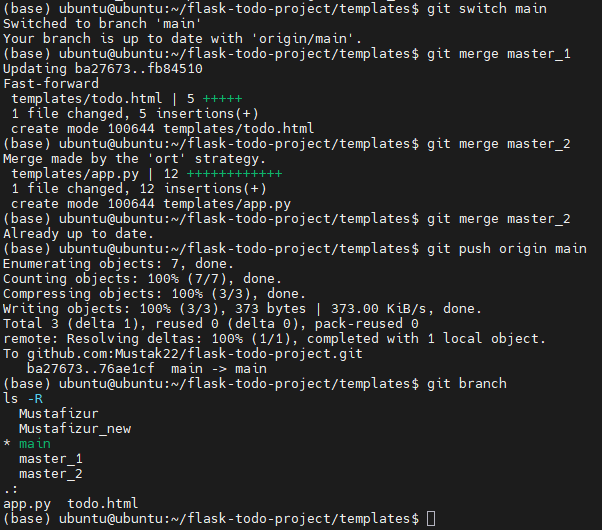 (base) ubuntu@ubuntu:~/flask-todo-project/templates$ git switch main
Switched to branch 'main'
Your branch is up to date with 'origin/main'.
(base) ubuntu@ubuntu:~/flask-todo-project/templates$ git merge master_1
Updating ba27673..fb84510
Fast-forward
 templates/todo.html | 5 +++++
 1 file changed, 5 insertions(+)
 create mode 100644 templates/todo.html
(base) ubuntu@ubuntu:~/flask-todo-project/templates$ git merge master_2
Merge made by the 'ort' strategy.
 templates/app.py | 12 ++++++++++++
 1 file changed, 12 insertions(+)
 create mode 100644 templates/app.py
(base) ubuntu@ubuntu:~/flask-todo-project/templates$ git merge master_2
Already up to date.
(base) ubuntu@ubuntu:~/flask-todo-project/templates$ git push origin main
Enumerating objects: 7, done.
Counting objects: 100% (7/7), done.
Compressing objects: 100% (3/3), done.
Writing objects: 100% (3/3), 373 bytes | 373.00 KiB/s, done.
Total 3 (delta 1), reused 0 (delta 0), pack-reused 0
remote: Resolving deltas: 100% (1/1), completed with 1 local object.
To github.com:Mustak22/flask-todo-project.git
   ba27673..76ae1cf  main -> main
(base) ubuntu@ubuntu:~/flask-todo-project/templates$ git branch
ls -R
  Mustafizur
  Mustafizur_new
* main
  master_1
  master_2
.:
app.py  todo.html
(base) ubuntu@ubuntu:~/flask-todo-project/templates$